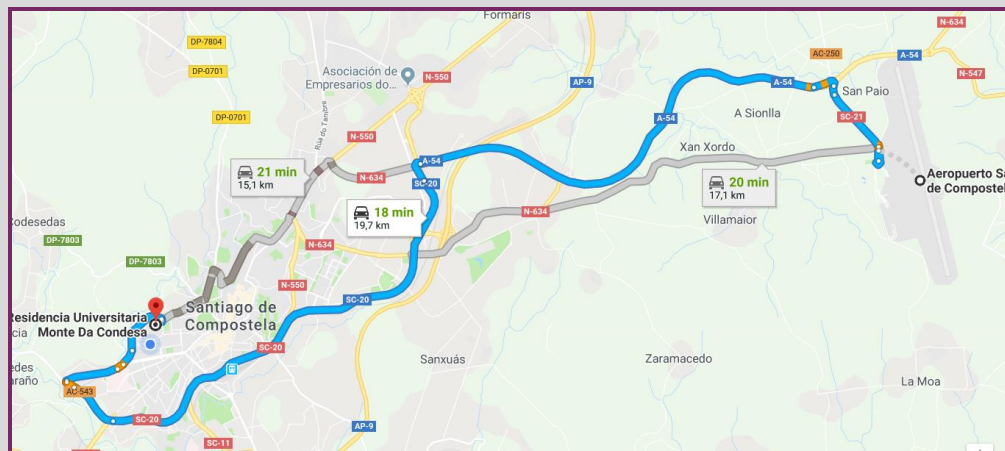 Formaris
N-634
DP-7804
AC-250
A-54
Asociación de
Empresarios do...
N-550
AP-9
A-54
N-547
DP-0701
San Paio
A Sionlla
DP-0701
Rúa do Tambre
A-54
SC-21
N-550
Xan Xordo
A-54
21 min
15,1 km
N-634
SC-20
20 min
17,1 km
Aeropuerto Sa
de Compostel
18 min
19,7 km
N-634
Villamaior
Codesedas
DP-7803
N-634
DP-7803
N-550
SC-20
Residencia Universitaria
Monte Da Condesa
Santiago de
Compostela
SC-20
Sanxuás
Zaramacedo
La Moa
AC-543
SC-20
AP-9
SC-11